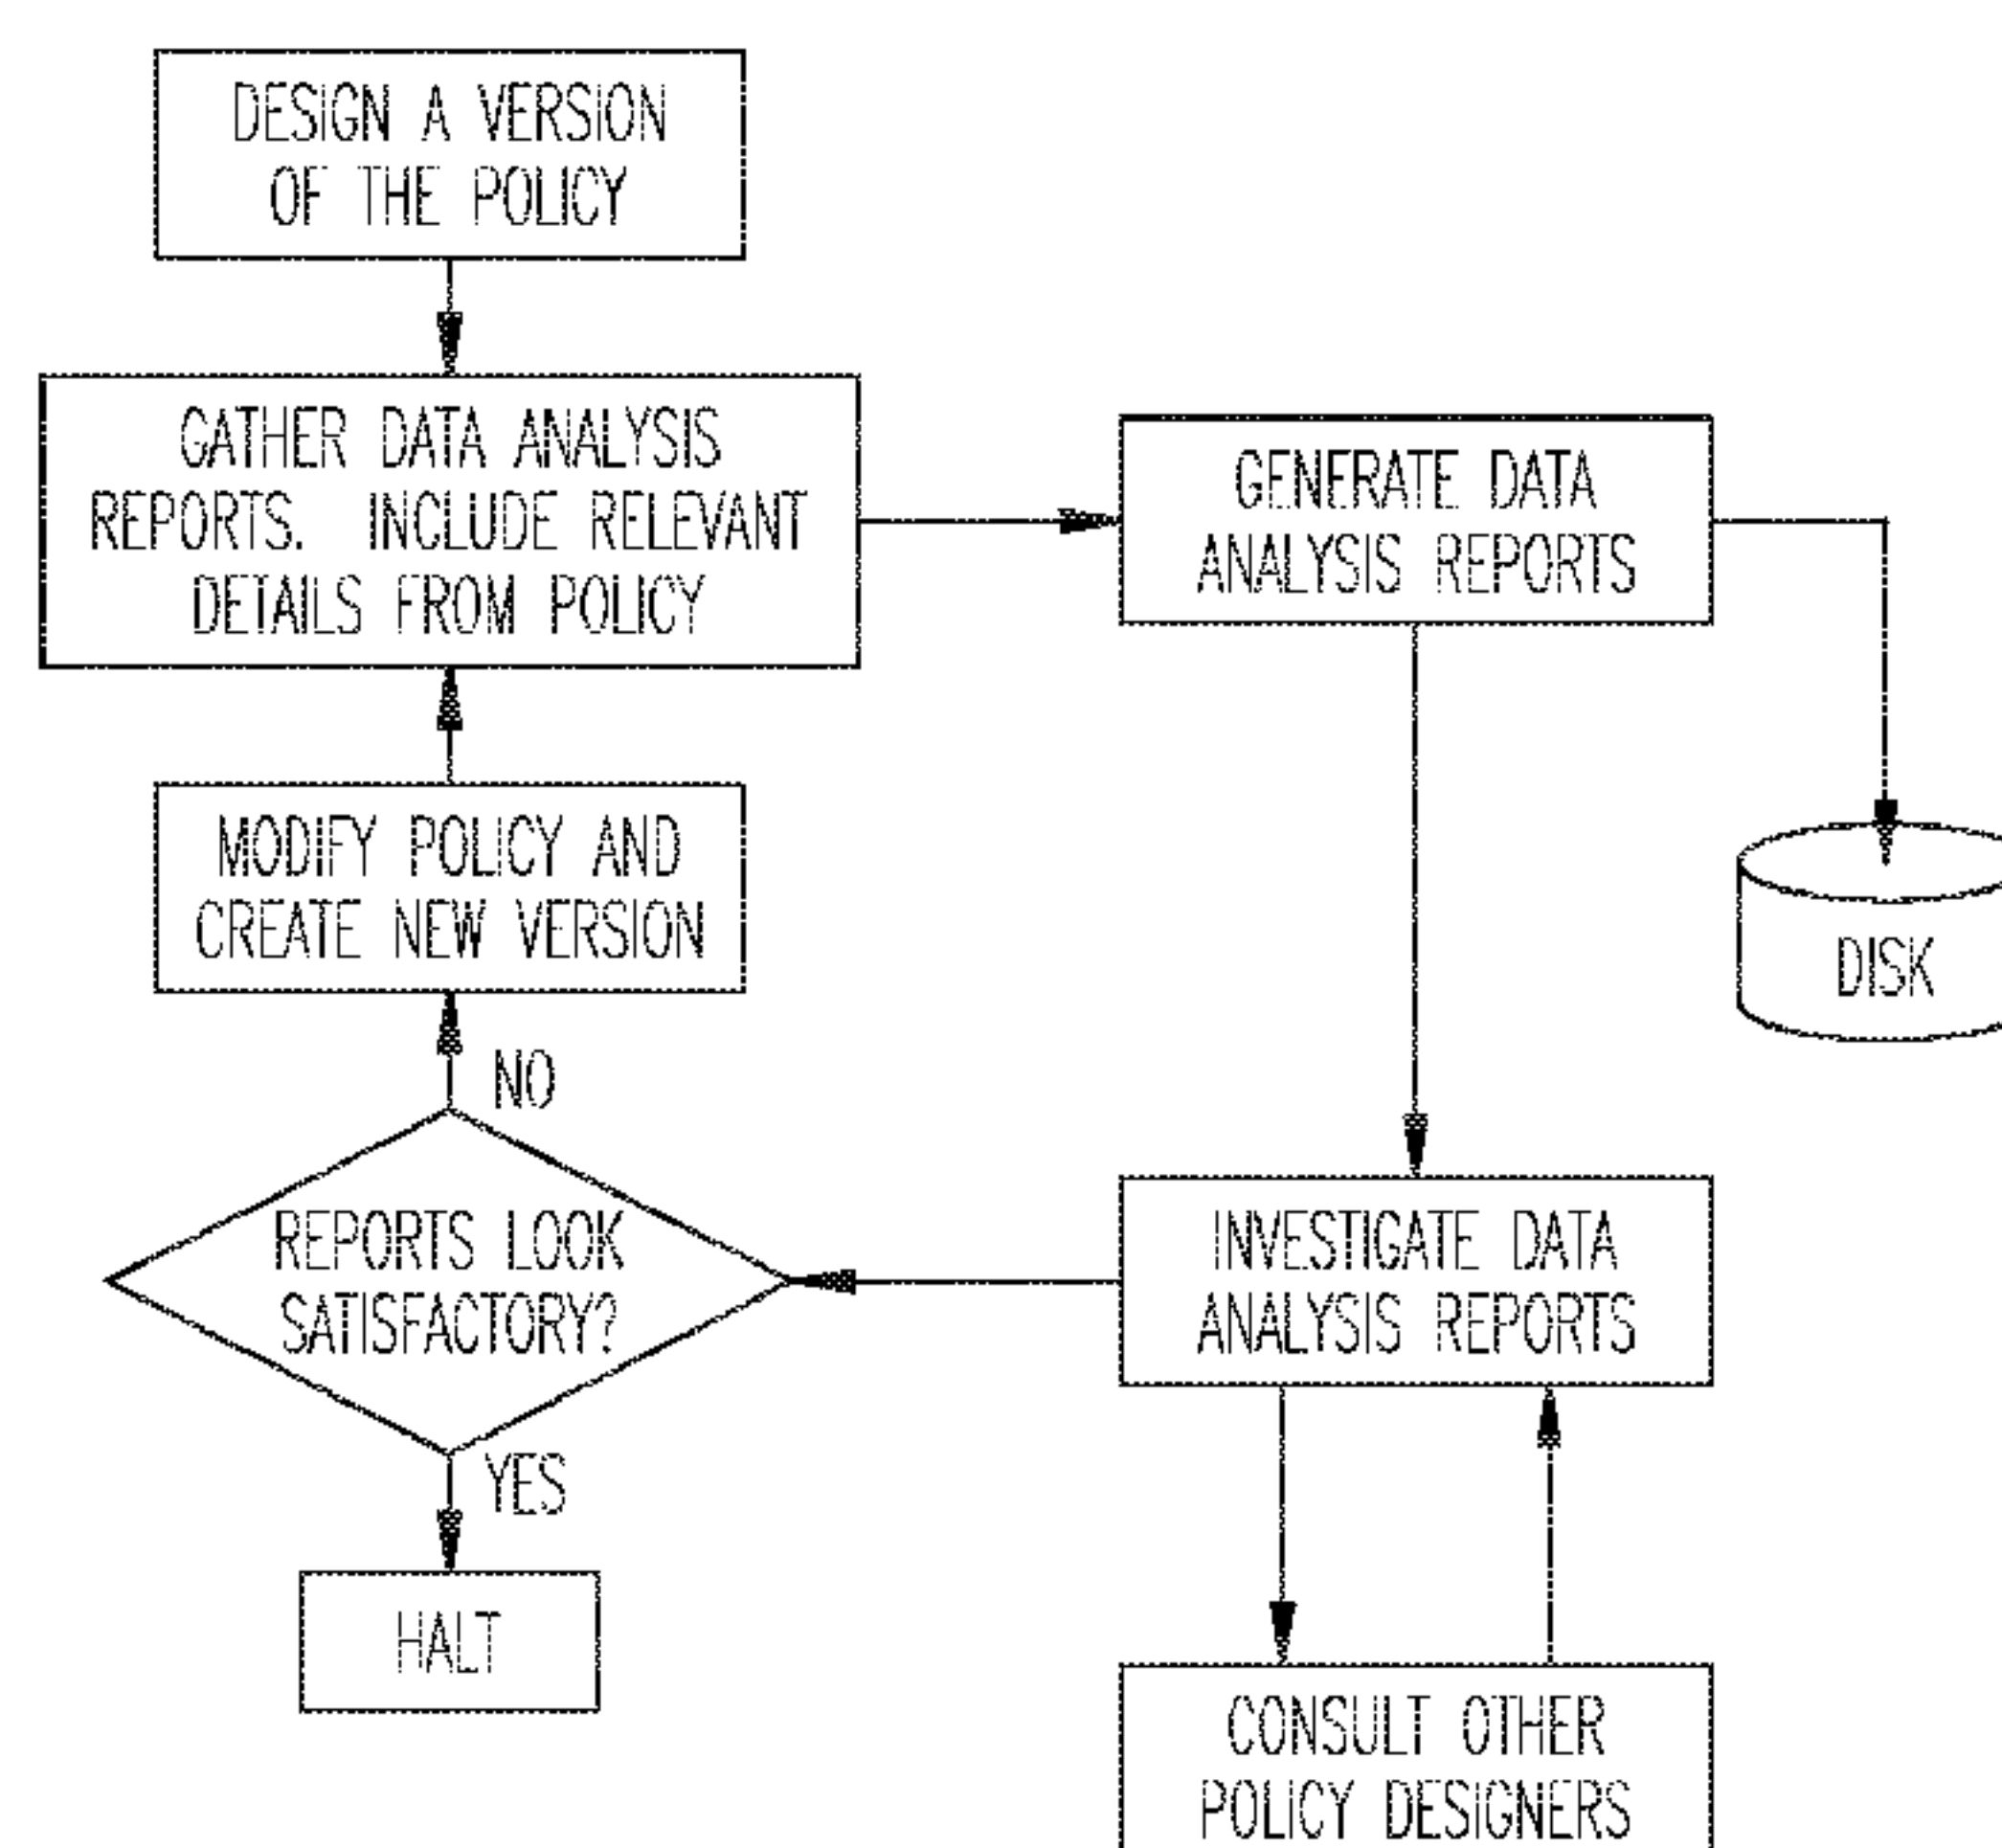 DESIGN A VERSION
OF THE POLICY
GATHER DATA ANALYSIS
REPORTS. INCLUDE RELEVANT
DETAILS FROM POLICY
GENERATE DATA
ANALYSIS REPORTS
MODIFY POLICY AND
CREATE NEW VERSION
DISK
NO
REPORTS LOOK
SATISFACTORY?
INVESTIGATE DATA
ANALYSIS REPORTS
YES
HALT
CONSULT OTHER
POLICY DESIGNERS